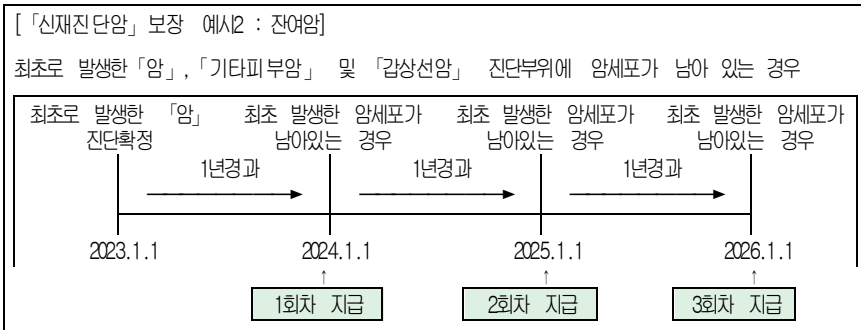 [「신재진단암」보장 예시2 : 잔여암]
최초로 발생한「암」,「기타피부암」 및 「갑상선암」 진단부위에 암세포가 남아 있는 경우
최초로 발생한 「암」 최초 발생한 암세포가 최초 발생한 암세포가 최초 발생한 암세포가
진단확정 남아있는 경우 남아있는 경우 남아있는 경우
1년경과 1년경과 1년경과
2023.1.1 2024.1.1 2025.1.1 2026.1.1
↑ ↑ ↑
1회차 지급 2회차 지급 3회차 지급